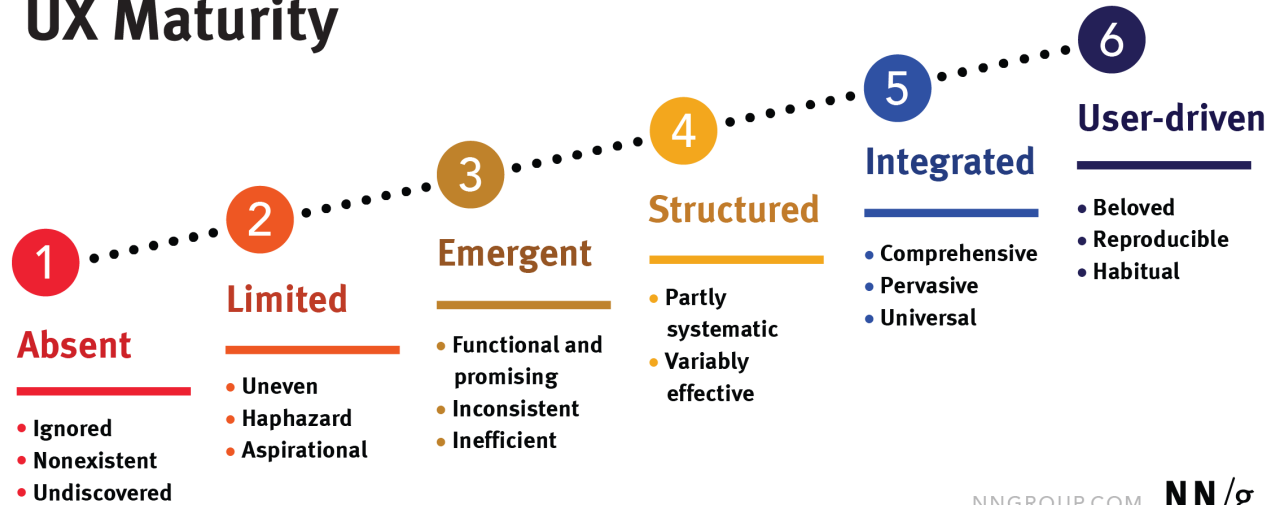 UX Maturity
1
Absent
• Ignored
• Nonexistent
• Undiscovered
2
Limited
• Uneven
• Haphazard
• Aspirational
3
Emergent
• Functional and
promising
• Inconsistent
• Inefficient
4
Structured
• Partly
systematic
• Variably
effective
5
Integrated
• Comprehensive
• Pervasive
• Universal
6
User-driven
• Beloved
• Reproducible
• Habitual
NNGROUP.COM NN/g